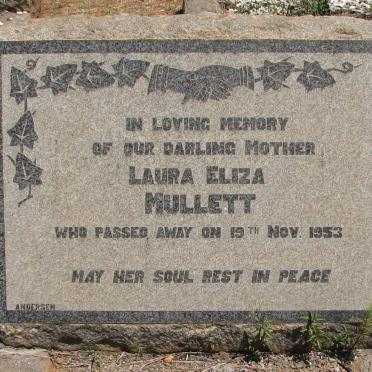 IN LOVING MEMORY
OF OUR DARLING MOTHER
LAURA ELIZA
MULLETT
WHO PASSED AWAY ON 19TH NOV. 1953
MAY HER SOUL REST IN PEACE
ANDERSEN